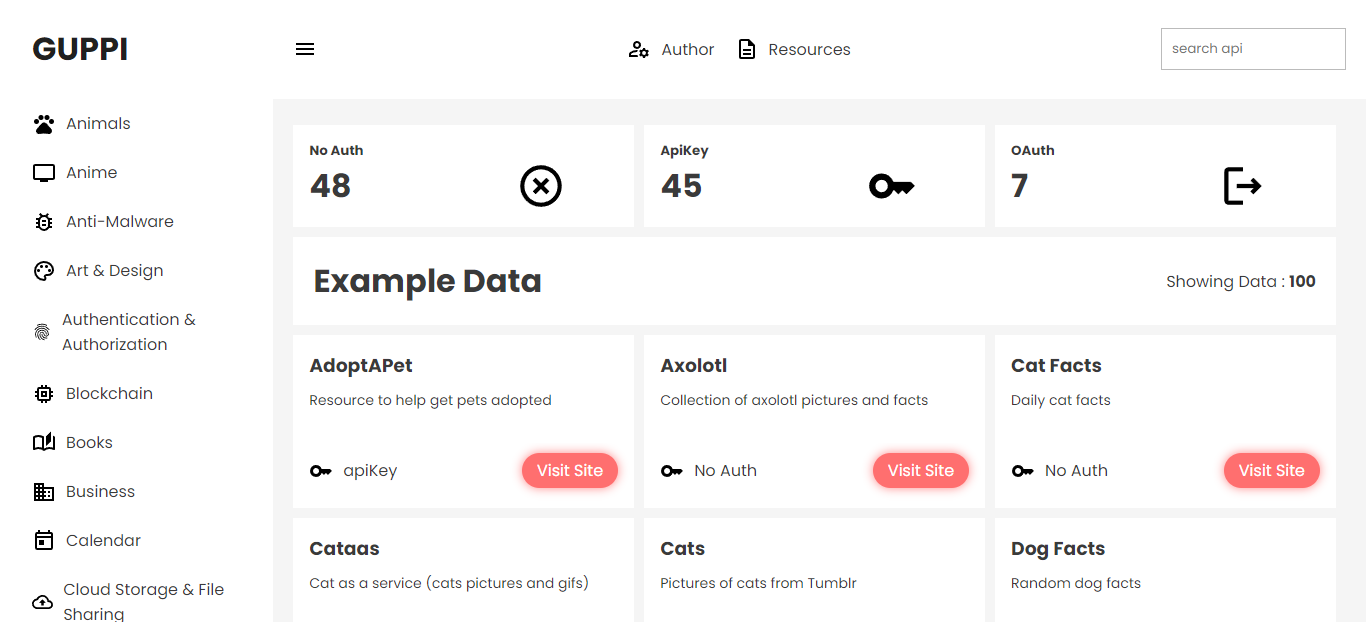 GUPPI
Author
Resources
search api
Animals
Anime
Anti-Malware
Art & Design
Authentication &
Authorization
Blockchain
Books
Business
Calendar
Cloud Storage & File
Sharing
No Auth
48
ApiKey
45
OAuth
7
Example Data
Showing Data : 100
AdoptAPet
Resource to help get pets adopted
apiKey
Visit Site
Axolotl
Collection of axolotl pictures and facts
No Auth
Visit Site
Cat Facts
Daily cat facts
No Auth
Visit Site
Cataas
Cat as a service (cats pictures and gifs)
Cats
Pictures of cats from Tumblr
Dog Facts
Random dog facts